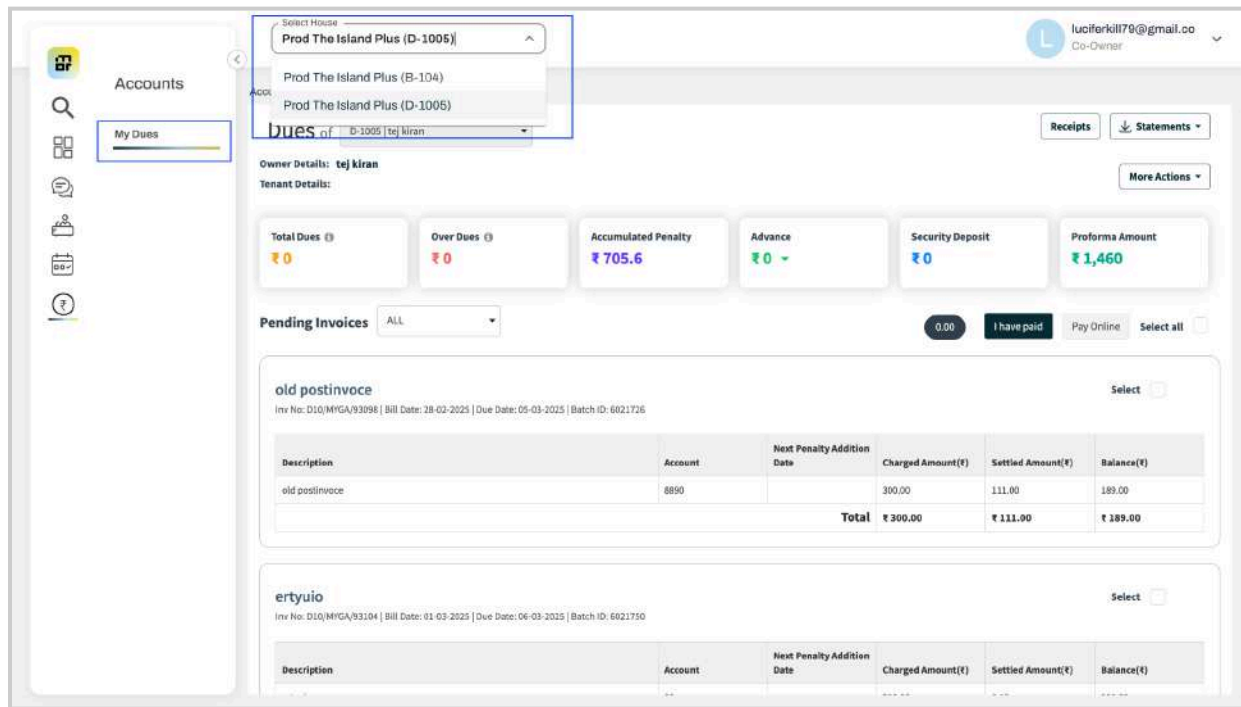 Select House
Prod The Island Plus (D-1005)
luciferkill79@gmail.co
L
Co-Owner
Prod The Island Plus (B-104)
Prod The Island Plus (D-1005)
Accounts
My Dues
Dues of D-1005 | tej kiran
Receipts
Statements
Owner Details: tej kiran
Tenant Details:
More Actions
Total Dues
₹ 0
Over Dues
₹ 0
Accumulated Penalty
₹ 705.6
Advance
₹ 0
Security Deposit
₹ 0
Proforma Amount
₹ 1,460
Pending Invoices ALL
0.00 I have paid Pay Online Select all
old postinvoce
Select
Inv No: D10/MYGA/93098 | Bill Date: 28-02-2025 | Due Date: 05-03-2025 | Batch ID: 6021726
Description Account Next Penalty Addition Date Charged Amount(₹) Settled Amount(₹) Balance(₹)
old postinvoce 8890 300.00 111.00 189.00
Total ₹ 300.00 ₹ 111.00 ₹ 189.00
ertyuio
Select
Inv No: D10/MYGA/93104 | Bill Date: 01-03-2025 | Due Date: 06-03-2025 | Batch ID: 6021750
Description Account Next Penalty Addition Date Charged Amount(₹) Settled Amount(₹) Balance(₹)